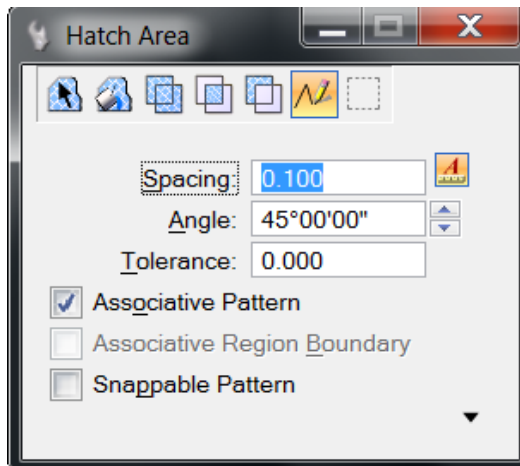 Hatch Area
Spacing: 0.100
Angle: 45°00'00"
Tolerance: 0.000
Associative Pattern
Associative Region Boundary
Snappable Pattern